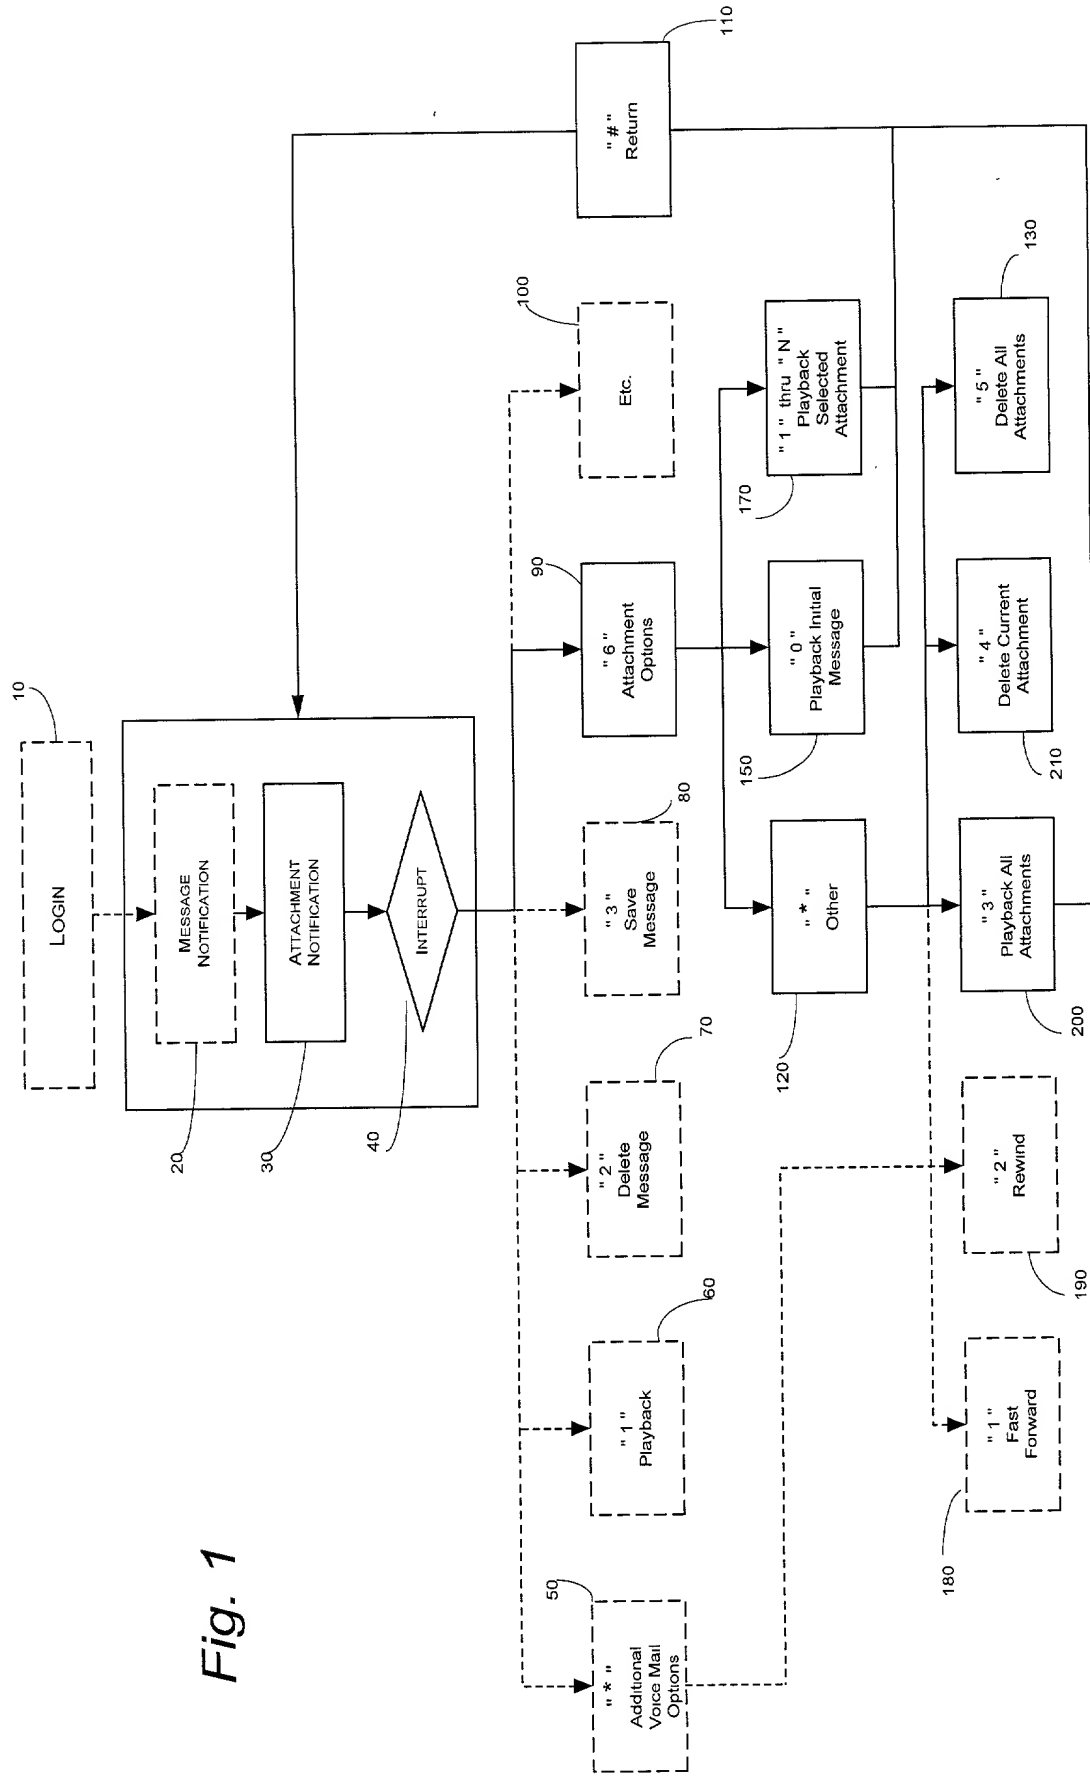 Fig. 1
10
LOGIN
20
MESSAGE
NOTIFICATION
30
ATTACHMENT
NOTIFICATION
40
INTERRUPT
50
"*"
Additional
Voice Mail
Options
60
"1"
Playback
70
"2"
Delete
Message
80
"3"
Save
Message
90
"6"
Attachment
Options
100
Etc.
110
"#"
Return
120
"*"
Other
150
"0"
Playback Initial
Message
170
"1" thru "N"
Playback
Selected
Attachment
180
"1"
Fast
Forward
190
"2"
Rewind
200
"3"
Playback All
Attachments
210
"4"
Delete Current
Attachment
130
"5"
Delete All
Attachments